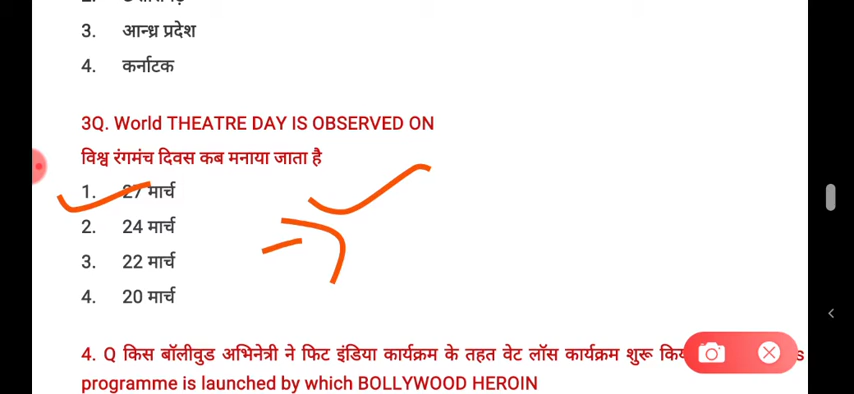 3. आन्ध्र प्रदेश
4. कर्नाटक
3Q. World THEATRE DAY IS OBSERVED ON
विश्व रंगमंच दिवस कब मनाया जाता है
1. 27 मार्च
2. 24 मार्च
3. 22 मार्च
4. 20 मार्च
4. Q किस बॉलीवुड अभिनेत्री ने फिट इंडिया कार्यक्रम के तहत वेट लॉस कार्यक्रम शुरू
programme is launched by which BOLLYWOOD HEROIN